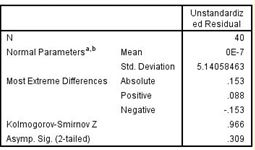 Unstandardiz
ed Residual
N 40
Normal Parametersa,b Mean 0E-7
Std. Deviation 5.14058463
Most Extreme Differences Absolute .153
Positive .088
Negative -.153
Kolmogorov-Smirnov Z .966
Asymp. Sig. (2-tailed) .309